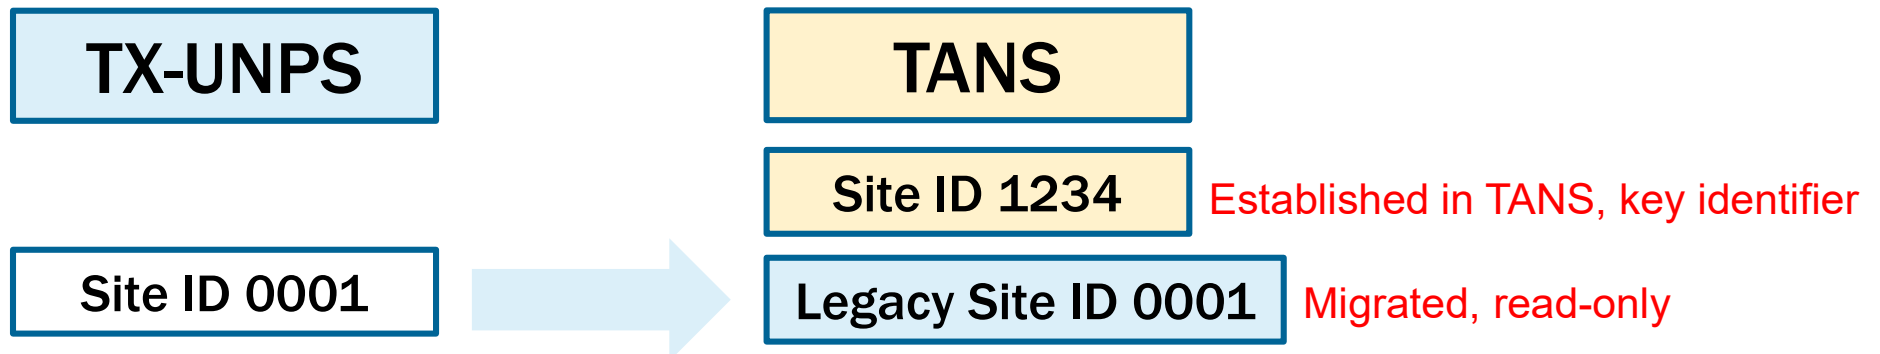 TX-UNPS
TANS
Site ID 1234
Established in TANS, key identifier
Site ID 0001
Legacy Site ID 0001
Migrated, read-only